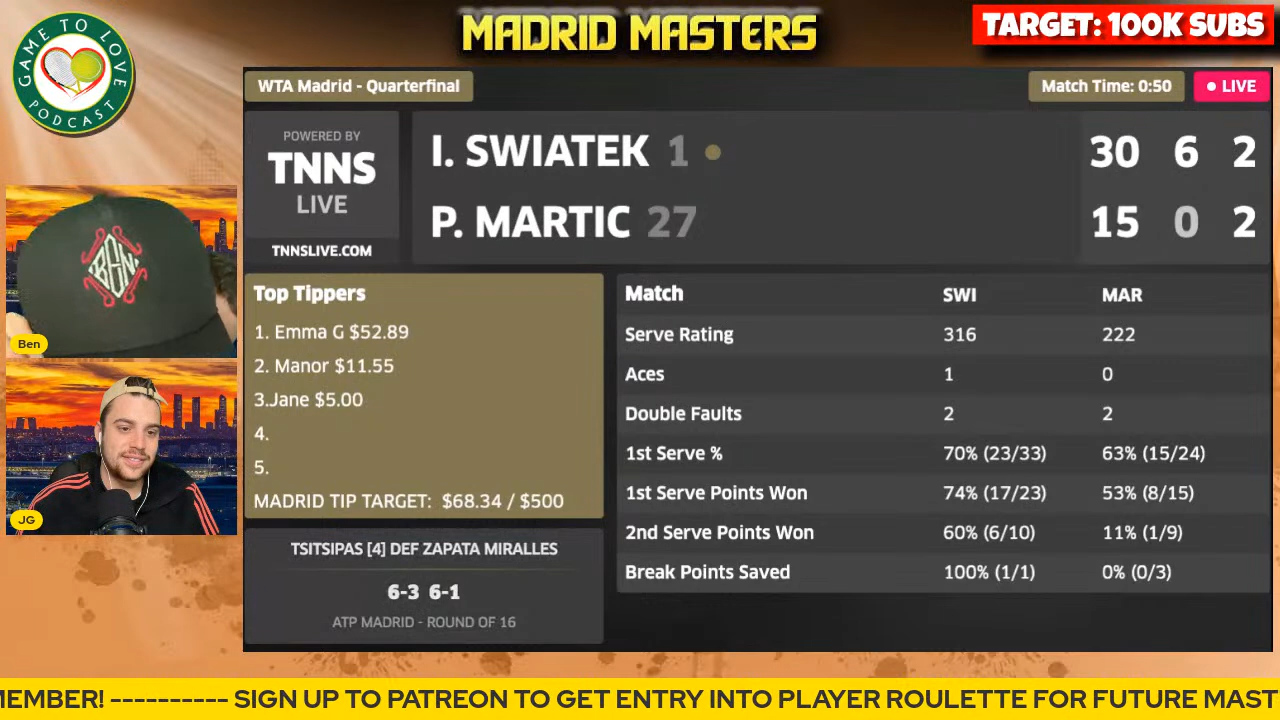 GAME TO LOVE
PODCAST
MADRID MASTERS
TARGET: 100K SUBS
WTA Madrid - Quarterfinal
Match Time: 0:50
LIVE
POWERED BY
TNNS
LIVE
TNNSLIVE.COM
I. SWIATEK 1 30 6 2
P. MARTIC 27 15 0 2
BEN
Ben
JG
Top Tippers
1. Emma G $52.89
2. Manor $11.55
3.Jane $5.00
4.
5.
MADRID TIP TARGET: $68.34 / $500
TSITSIPAS [4] DEF ZAPATA MIRALLES
6-3 6-1
ATP MADRID - ROUND OF 16
Match SWI MAR
Serve Rating 316 222
Aces 1 0
Double Faults 2 2
1st Serve % 70% (23/33) 63% (15/24)
1st Serve Points Won 74% (17/23) 53% (8/15)
2nd Serve Points Won 60% (6/10) 11% (1/9)
Break Points Saved 100% (1/1) 0% (0/3)
MEMBER! ---------- SIGN UP TO PATREON TO GET ENTRY INTO PLAYER ROULETTE FOR FUTURE MAST